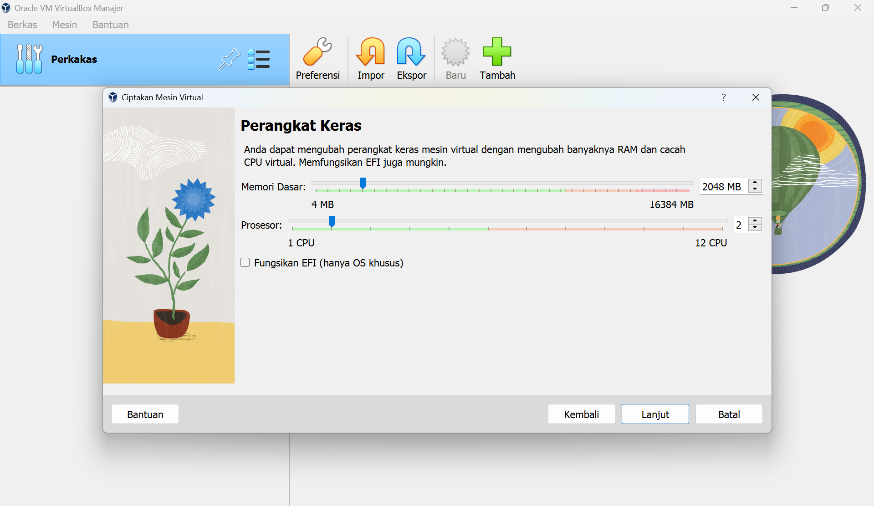 Oracle VM VirtualBox Manajer
Berkas Mesin Bantuan
Perkakas
Preferensi Impor Ekspor Baru Tambah
Ciptakan Mesin Virtual
Perangkat Keras
Anda dapat mengubah perangkat keras mesin virtual dengan mengubah banyaknya RAM dan cacah
CPU virtual. Memfungsikan EFI juga mungkin.
Memori Dasar: 2048 MB
4 MB 16384 MB
Prosesor: 2
1 CPU 12 CPU
Fungsikan EFI (hanya OS khusus)
Bantuan Kembali Lanjut Batal